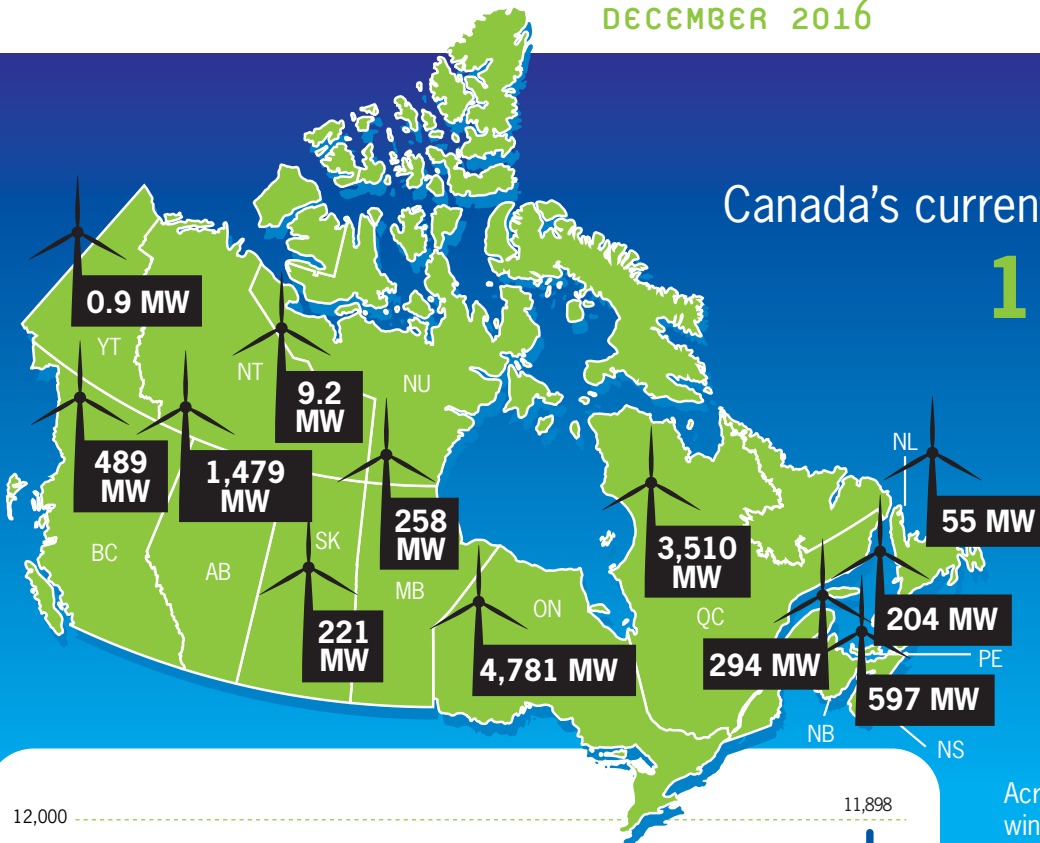 DECEMBER 2016
Canada's curren
1
0.9 MW
YT
NT
9.2
MW
NU
489
MW
1,479
MW
258
MW
NL
55 MW
BC
AB
SK
MB
221
MW
ON
4,781 MW
3,510
MW
QC
204 MW
PE
294 MW
597 MW
NB
NS
12,000
11,898
Acr
win